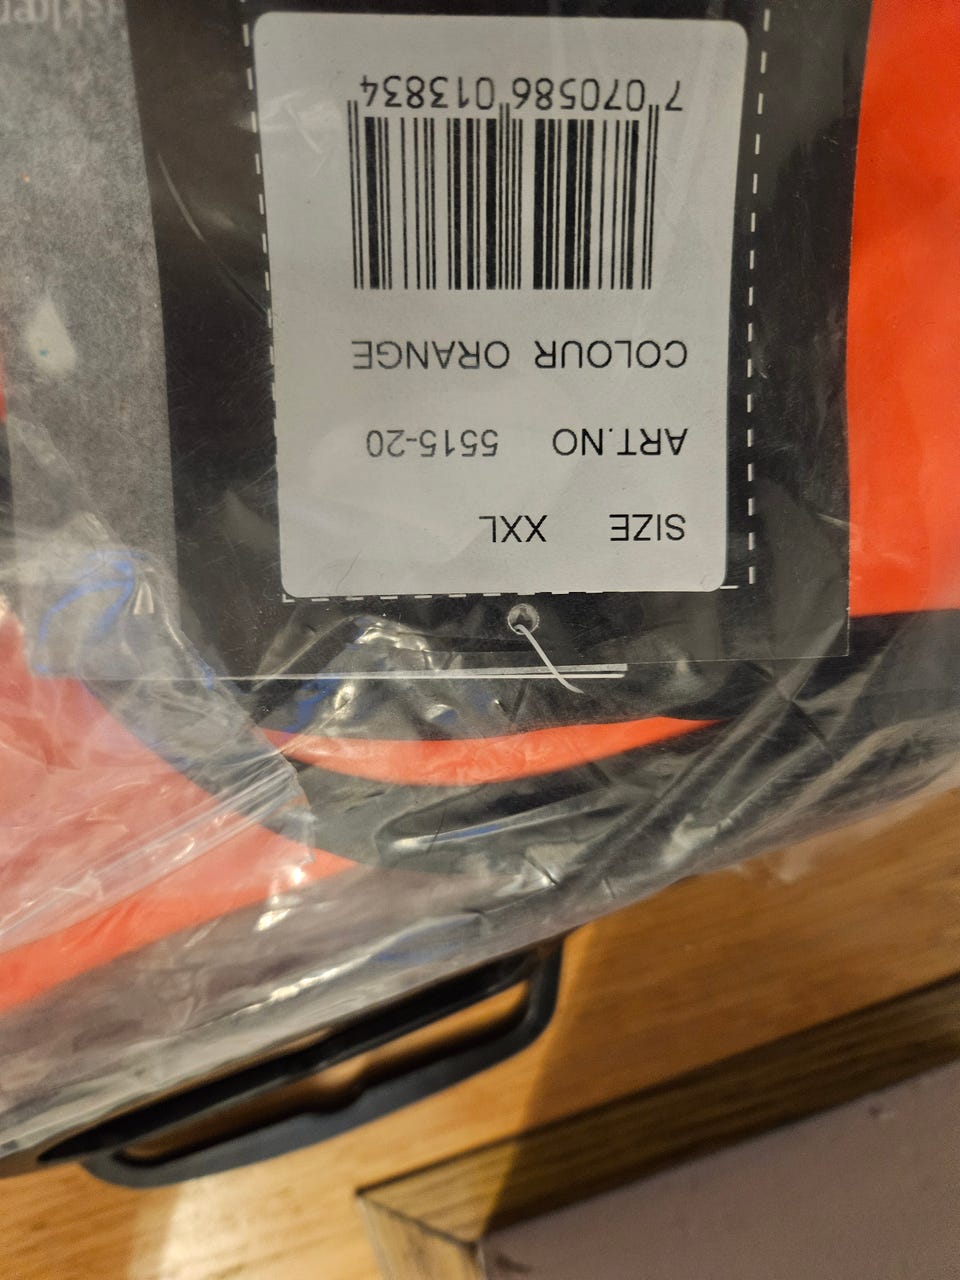 SIZE XXL
ART.NO 5515-20
COLOUR ORANGE
7 070586 013834